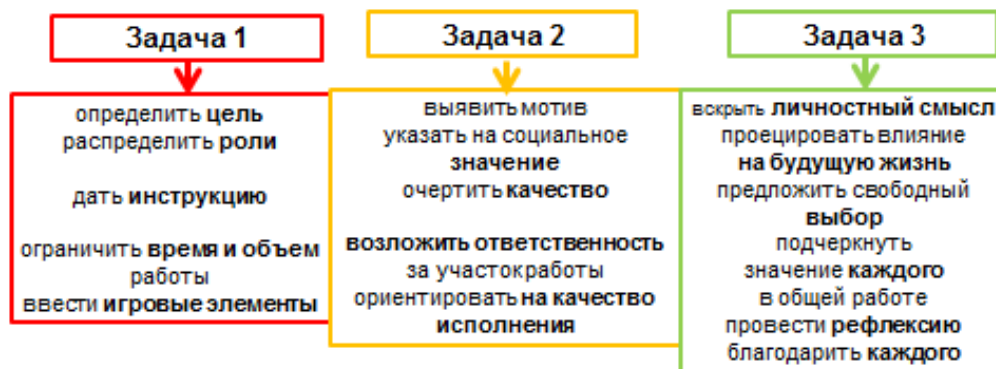 Задача 1
определить цель
распределить роли
дать инструкцию
ограничить время и объем
работы
ввести игровые элементы
Задача 2
выявить мотив
указать на социальное
значение
очертить качество
возложить ответственность
за участок работы
ориентировать на качество
исполнения
Задача 3
вскрыть личностный смысл
проецировать влияние
на будущую жизнь
предложить свободный
выбор
подчеркнуть
значение каждого
в общей работе
провести рефлексию
благодарить каждого